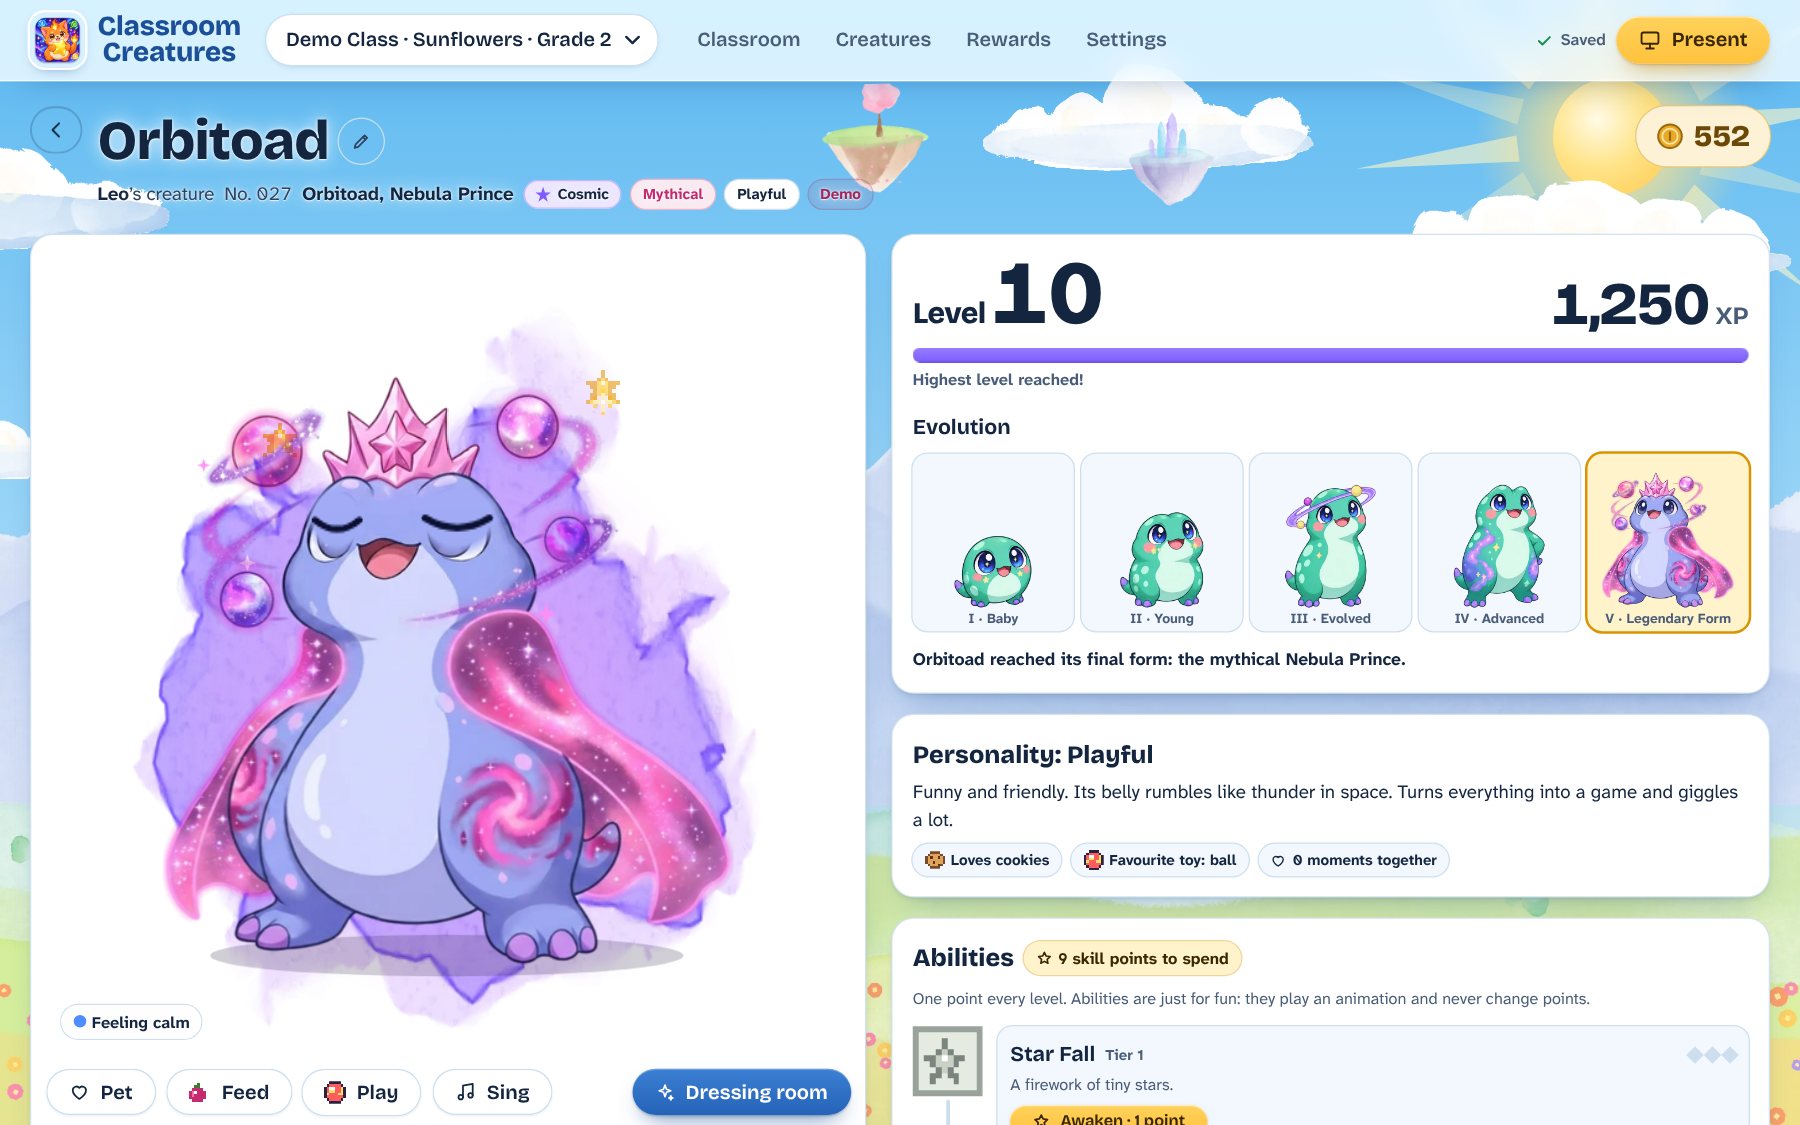 Classroom
Creatures
Demo Class · Sunflowers · Grade 2
Classroom
Creatures
Rewards
Settings
Saved
Present
Orbitoad
552
Leo's creature No. 027 Orbitoad, Nebula Prince
Cosmic
Mythical
Playful
Demo
Level 10
1,250 XP
Highest level reached!
Evolution
I · Baby
II · Young
III · Evolved
IV · Advanced
V · Legendary Form
Orbitoad reached its final form: the mythical Nebula Prince.
Personality: Playful
Funny and friendly. Its belly rumbles like thunder in space. Turns everything into a game and giggles
a lot.
Loves cookies
Favourite toy: ball
0 moments together
Abilities
9 skill points to spend
One point every level. Abilities are just for fun: they play an animation and never change points.
Star Fall Tier 1
A firework of tiny stars.
Awaken · 1 point
Feeling calm
Pet
Feed
Play
Sing
Dressing room